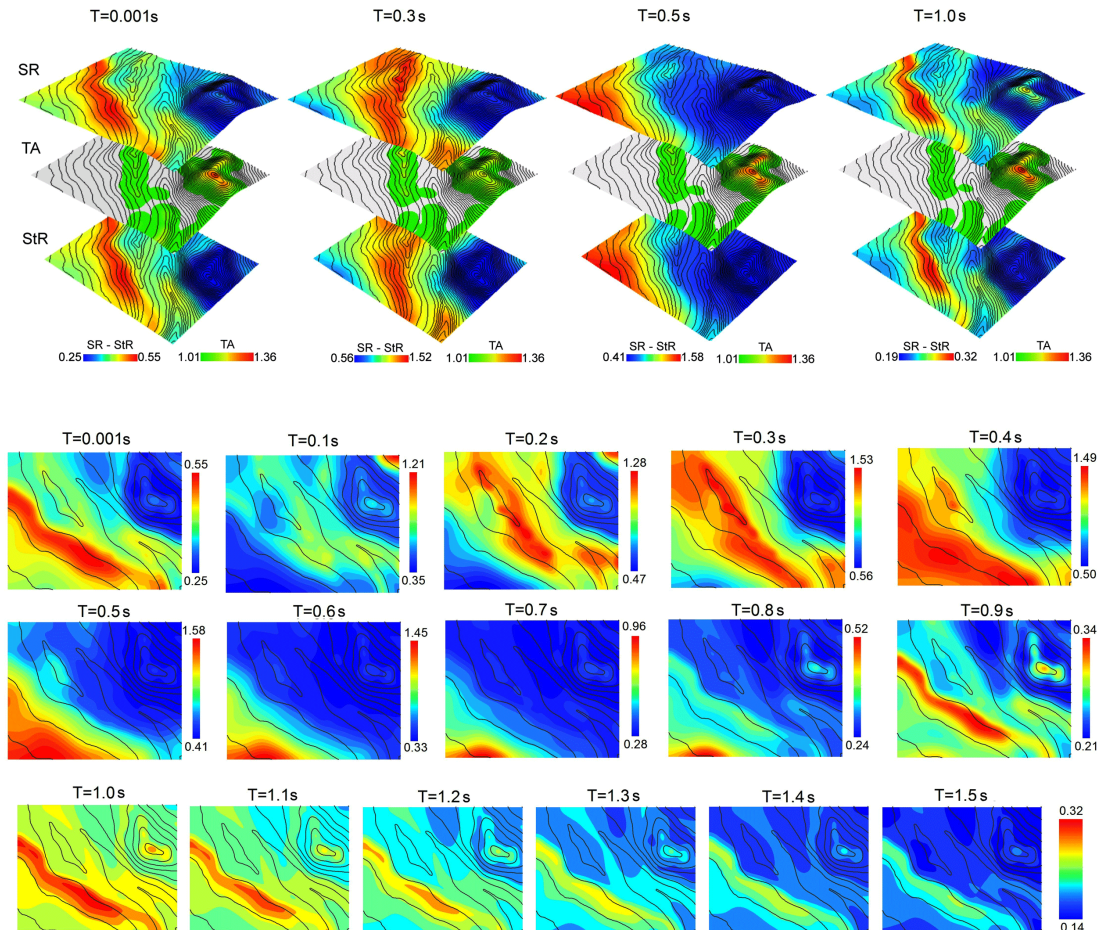 T=0.001s T=0.3 s T=0.5 s T=1.0 s
SR
TA
StR
SR - StR TA SR - StR TA SR - StR TA SR - StR TA
0.25 0.55 1.01 1.36 0.56 1.52 1.01 1.36 0.41 1.58 1.01 1.36 0.19 0.32 1.01 1.36
T=0.001s T=0.1s T=0.2 s T=0.3 s T=0.4 s
0.55 1.21 1.28 1.53 1.49
0.25 0.35 0.47 0.56 0.50
T=0.5 s T=0.6 s T=0.7 s T=0.8 s T=0.9 s
1.58 1.45 0.96 0.52 0.34
0.41 0.33 0.28 0.24 0.21
T=1.0 s T=1.1 s T=1.2 s T=1.3 s T=1.4 s T=1.5 s
0.32
0.14